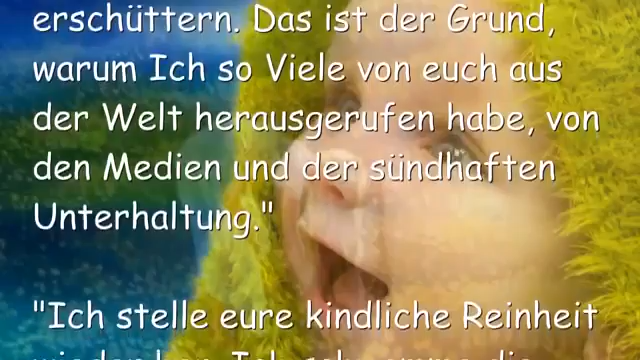 erschüttern. Das ist der Grund,
warum Ich so Viele von euch aus
der Welt herausgerufen habe, von
den Medien und der sündhaften
Unterhaltung."
"Ich stelle eure kindliche Reinheit